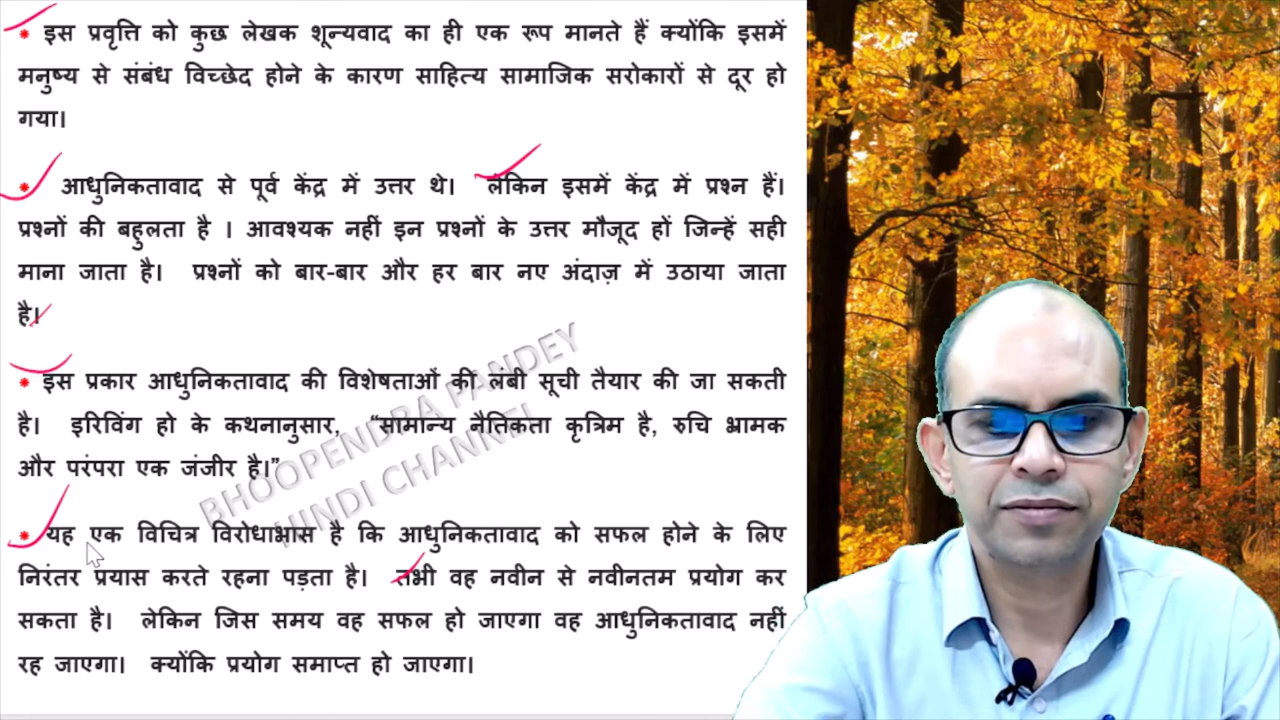 * इस प्रवृत्ति को कुछ लेखक शून्यवाद का ही एक रूप मानते हैं क्योंकि इसमें
मनुष्य से संबंध विच्छेद होने के कारण साहित्य सामाजिक सरोकारों से दूर हो
गया।
* आधुनिकतावाद से पूर्व केंद्र में उत्तर थे। लेकिन इसमें केंद्र में प्रश्न हैं।
प्रश्नों की बहुलता है । आवश्यक नहीं इन प्रश्नों के उत्तर मौजूद हों जिन्हें सही
माना जाता है। प्रश्नों को बार-बार और हर बार नए अंदाज़ में उठाया जाता
है।
* इस प्रकार आधुनिकतावाद की विशेषताओं की लंबी सूची तैयार की जा सकती
है। इरिविंग हो के कथनानुसार, “सामान्य नैतिकता कृत्रिम है, रुचि भ्रामक
और परंपरा एक जंजीर है।”
BHOOPENDRA PANDEY
HINDI CHANNEL
* यह एक विचित्र विरोधाभास है कि आधुनिकतावाद को सफल होने के लिए
निरंतर प्रयास करते रहना पड़ता है। तभी वह नवीन से नवीनतम प्रयोग कर
सकता है। लेकिन जिस समय वह सफल हो जाएगा वह आधुनिकतावाद नहीं
रह जाएगा। क्योंकि प्रयोग समाप्त हो जाएगा।